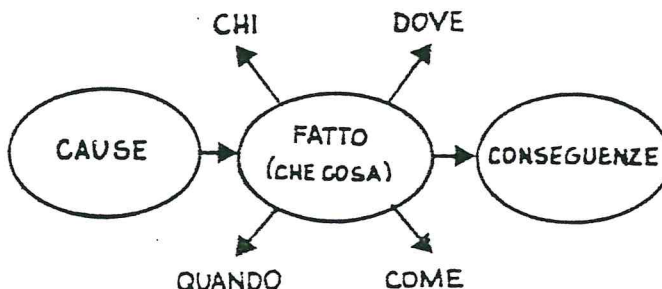 CHI
DOVE
CAUSE
FATTO
(CHE COSA)
CONSEGUENZE
QUANDO
COME